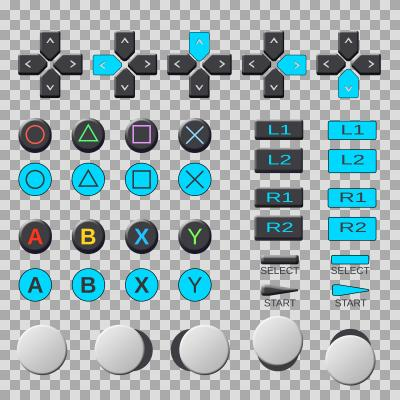 L1 L1
L2 L2
R1 R1
R2 R2
A B X Y
SELECT SELECT
A B X Y
START START